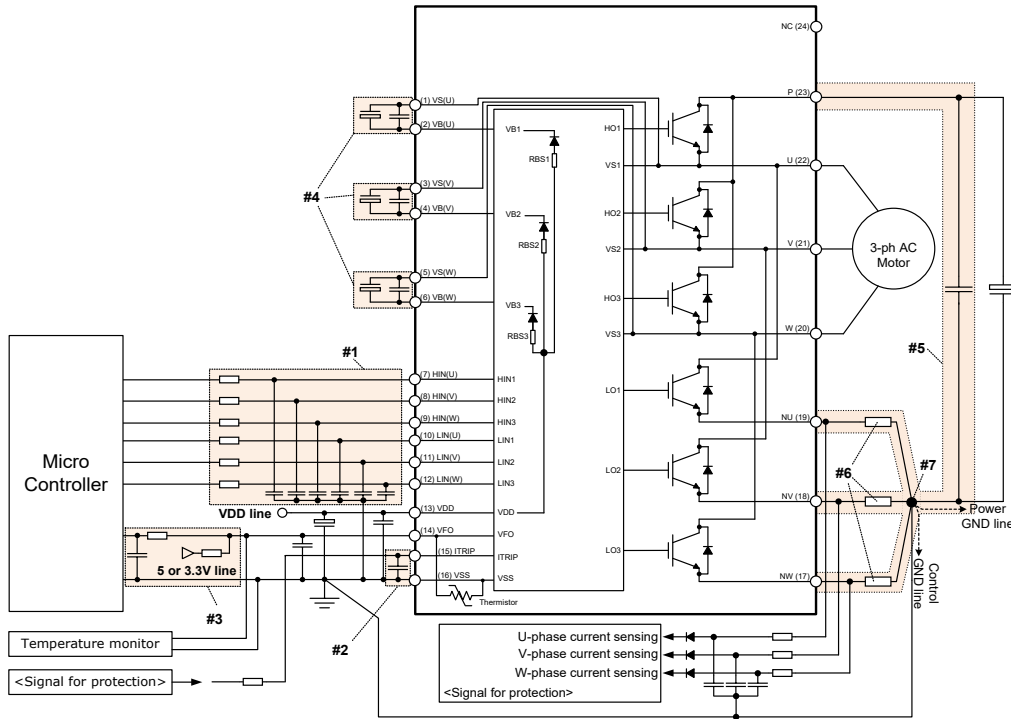 NC (24)
P (23)
U (22)
V (21)
W (20)
NU (19)
NV (18)
NW (17)
(1) VS(U)
(2) VB(U)
(3) VS(V)
(4) VB(V)
(5) VS(W)
(6) VB(W)
(7) HIN(U)
(8) HIN(V)
(9) HIN(W)
(10) LIN(U)
(11) LIN(V)
(12) LIN(W)
(13) VDD
(14) VFO
(15) ITRIP
(16) VSS
VB1
RBS1
VB2
RBS2
VB3
RBS3
HIN1
HIN2
HIN3
LIN1
LIN2
LIN3
VDD
VFO
ITRIP
VSS
HO1
VS1
HO2
VS2
HO3
VS3
LO1
LO2
LO3
Thermistor
3-ph AC
Motor
#4
#1
#5
#6
#7
#3
#2
Micro
Controller
VDD line
5 or 3.3V line
Power
GND line
Control
GND line
Temperature monitor
<Signal for protection>
U-phase current sensing
V-phase current sensing
W-phase current sensing
<Signal for protection>